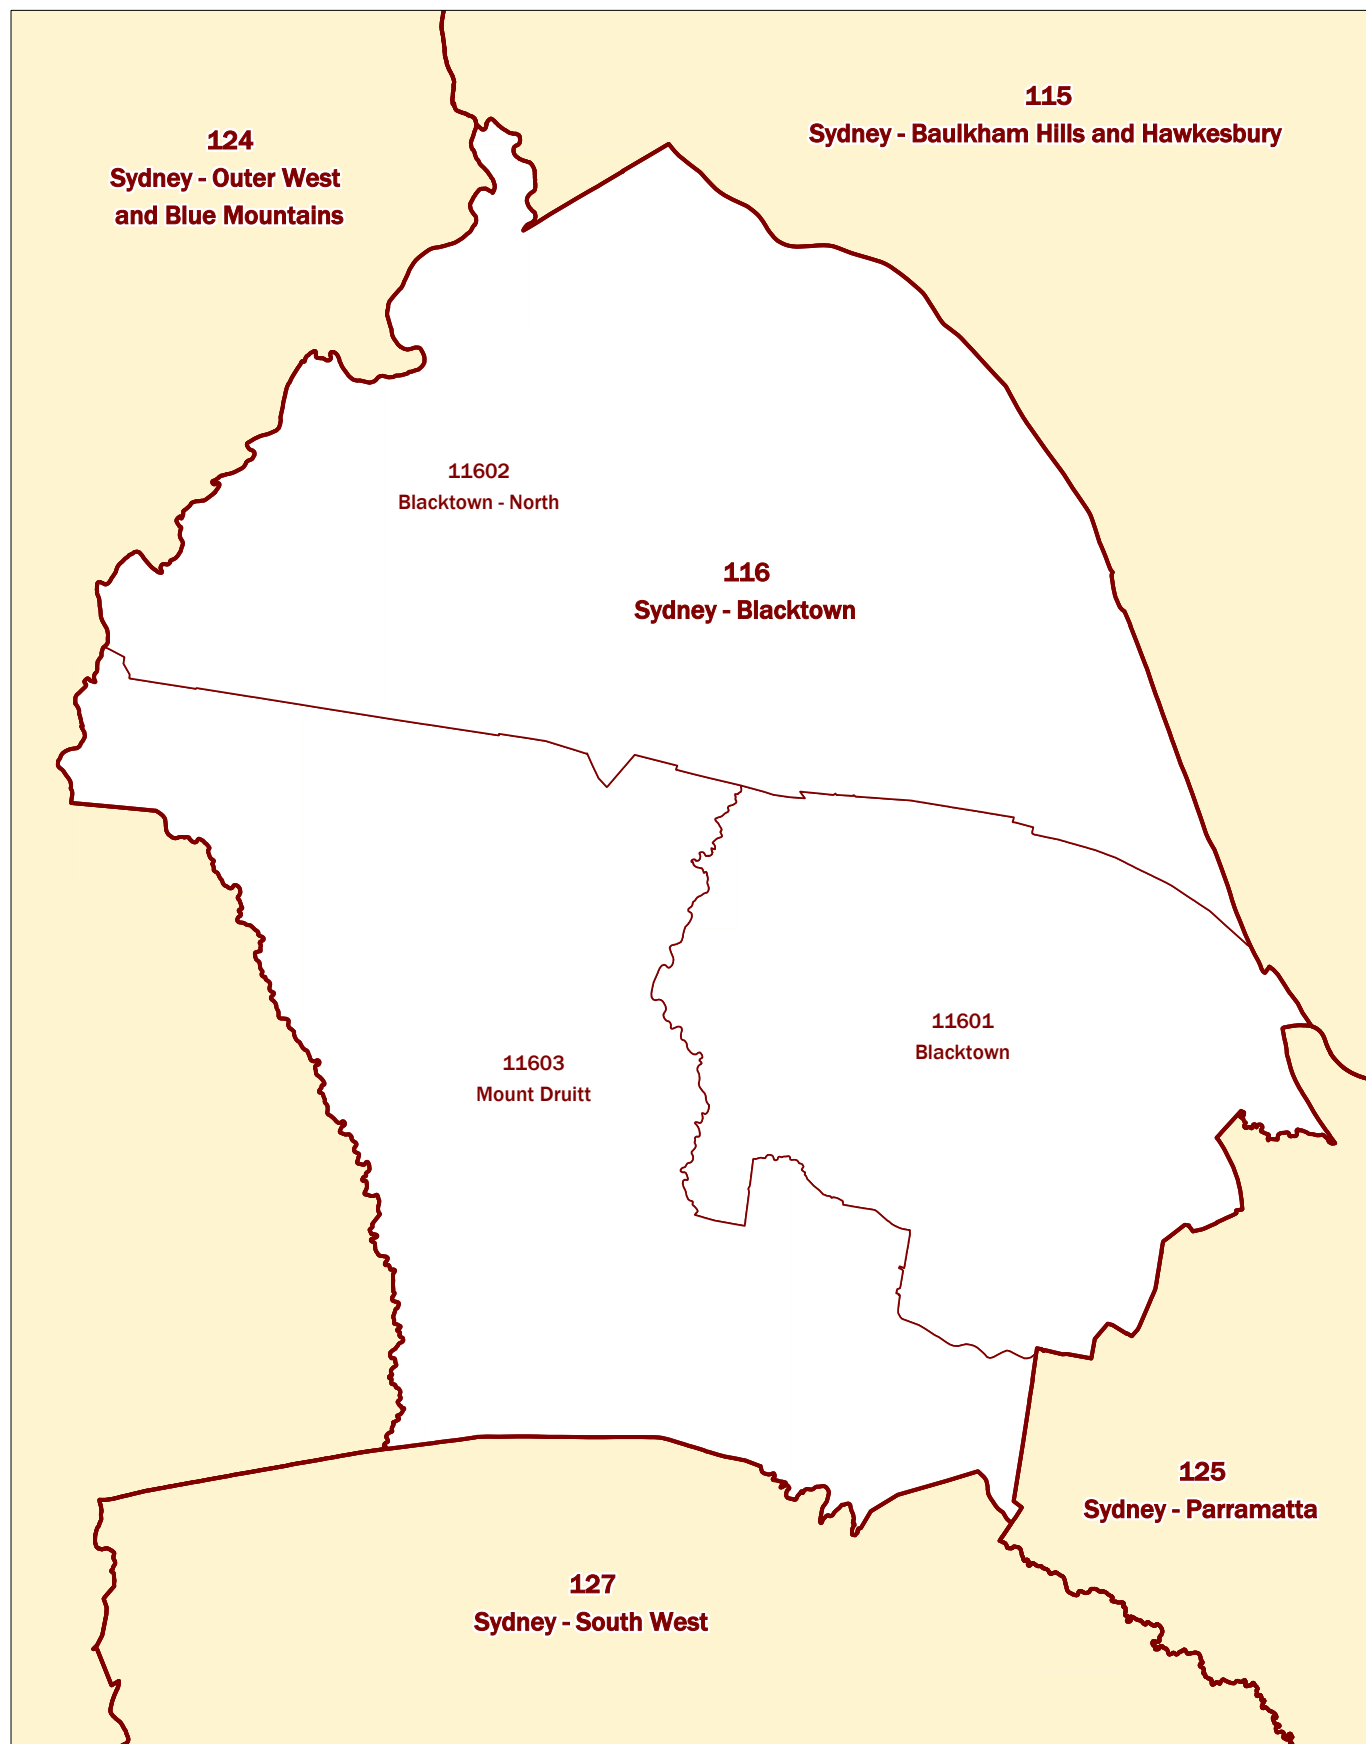 115
Sydney - Baulkham Hills and Hawkesbury
124
Sydney - Outer West
and Blue Mountains
11602
Blacktown - North
116
Sydney - Blacktown
11601
Blacktown
11603
Mount Druitt
125
Sydney - Parramatta
127
Sydney - South West